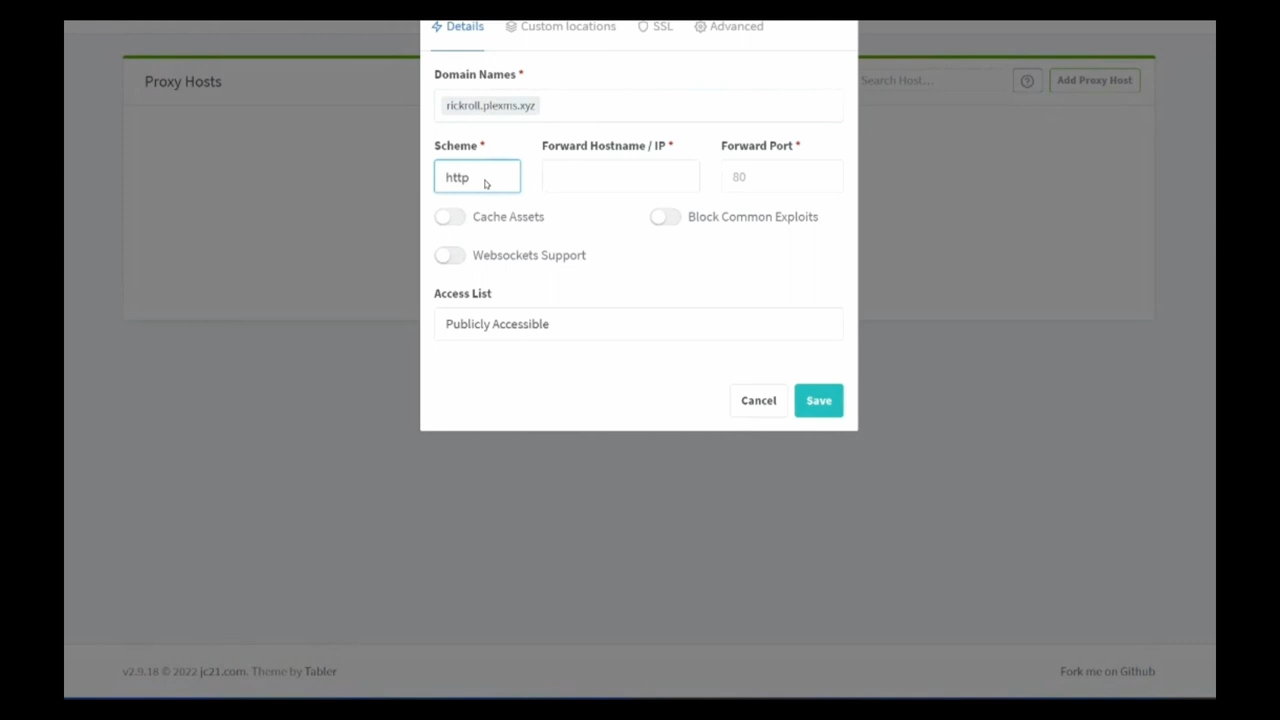 Details Custom locations SSL Advanced
Proxy Hosts
Search Host...
Add Proxy Host
Domain Names *
rickroll.plexms.xyz
Scheme * Forward Hostname / IP * Forward Port *
http 80
Cache Assets Block Common Exploits
Websockets Support
Access List
Publicly Accessible
Cancel Save
v2.9.18 © 2022 jc21.com. Theme by Tabler
Fork me on Github